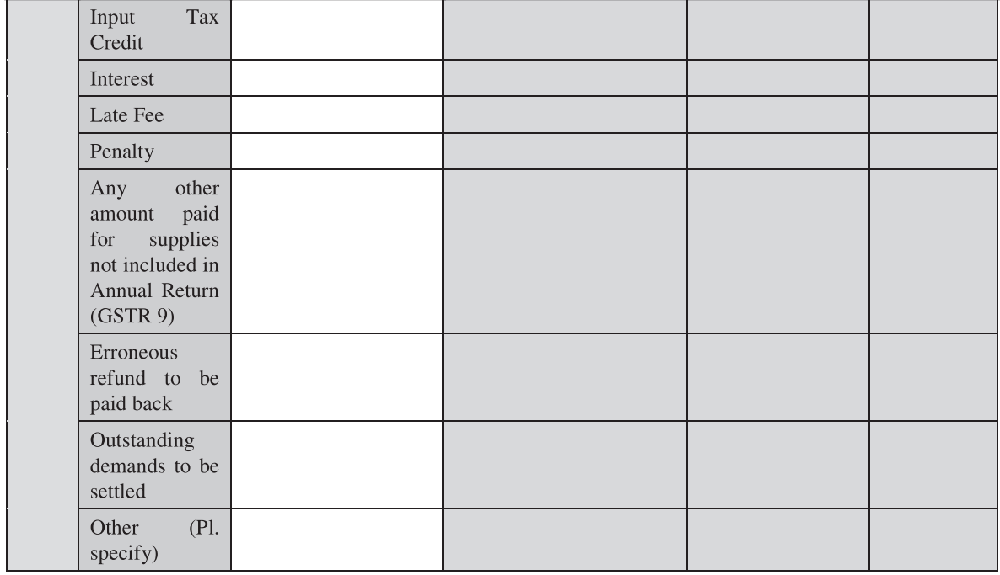 Input Tax
Credit
Interest
Late Fee
Penalty
Any other
amount paid
for supplies
not included in
Annual Return
(GSTR 9)
Erroneous
refund to be
paid back
Outstanding
demands to be
settled
Other (Pl.
specify)